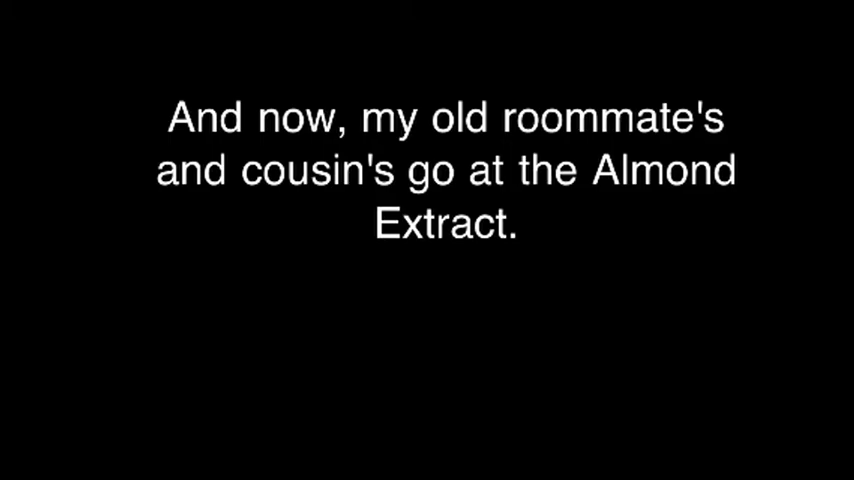 And now, my old roommate's
and cousin's go at the Almond
Extract.